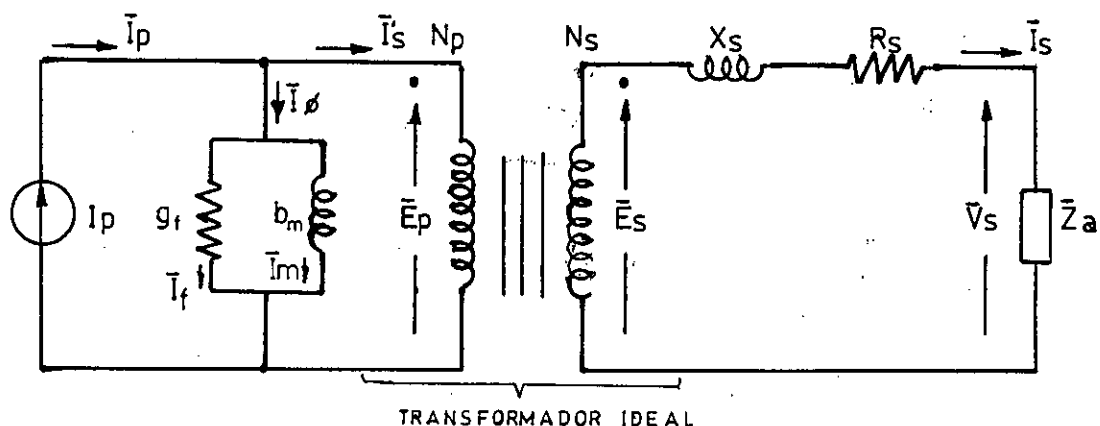 Īp
Ī's
Np
Ns
Xs
Rs
Īs
Īø
Ip
gf
bm
Ēp
Ēs
V̄s
Z̄a
Īf
Īm
TRANSFORMADOR IDEAL